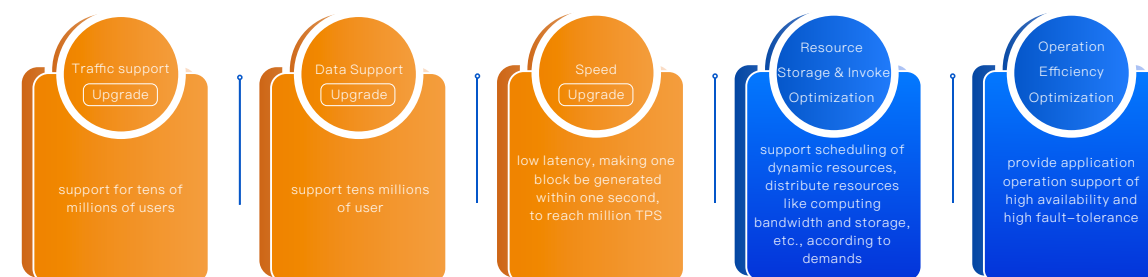 Traffic support
Upgrade
support for tens of
millions of users
Data Support
Upgrade
support tens millions
of user
Speed
Upgrade
low latency, making one
block be generated
within one second,
to reach million TPS
Resource
Storage & Invoke
Optimization
support scheduling of
dynamic resources,
distribute resources
like computing
bandwidth and storage,
etc., according to
demands
Operation
Efficiency
Optimization
provide application
operation support of
high availability and
high fault-tolerance